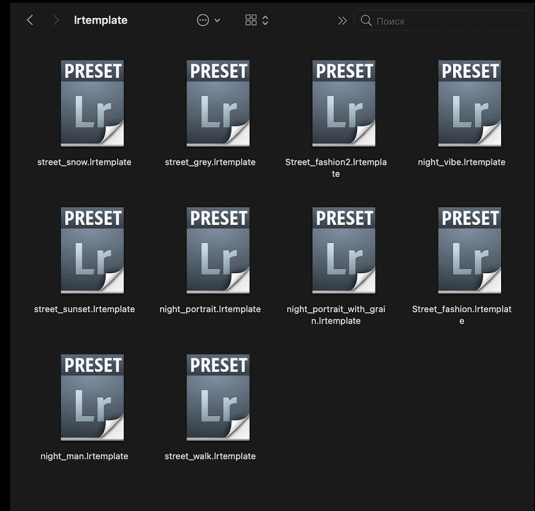 lrtemplate
Поиск
PRESET
Lr
PRESET
Lr
PRESET
Lr
PRESET
Lr
street_snow.lrtemplate
street_grey.lrtemplate
Street_fashion2.lrtempla
te
night_vibe.lrtemplate
PRESET
Lr
PRESET
Lr
PRESET
Lr
PRESET
Lr
street_sunset.lrtemplate
night_portrait.lrtemplate
night_portrait_with_grai
n.lrtemplate
Street_fashion.lrtemplat
e
PRESET
Lr
PRESET
Lr
night_man.lrtemplate
street_walk.lrtemplate